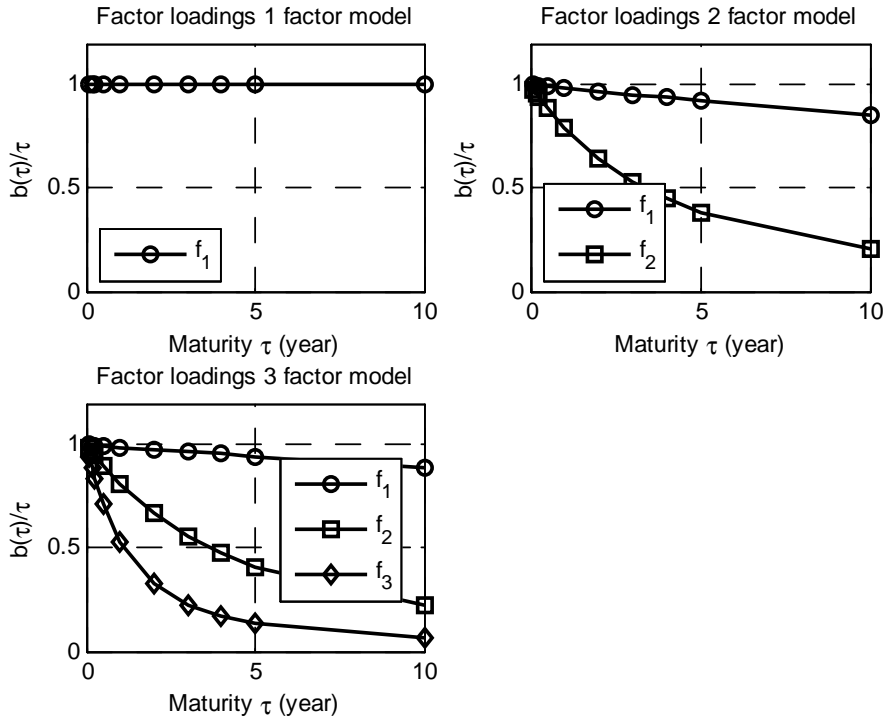 Factor loadings 1 factor model
b(τ)/τ
1
0.5
0
0
5
10
f1
Maturity τ (year)
Factor loadings 2 factor model
b(τ)/τ
1
0.5
0
0
5
10
f1
f2
Maturity τ (year)
Factor loadings 3 factor model
b(τ)/τ
1
0.5
0
0
5
10
f1
f2
f3
Maturity τ (year)